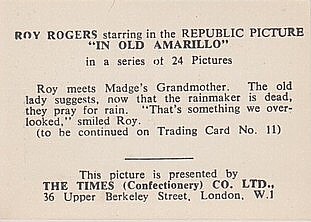 ROY ROGERS starring in the REPUBLIC PICTURE
"IN OLD AMARILLO"
in a series of 24 Pictures
Roy meets Madge's Grandmother. The old
lady suggests, now that the rainmaker is dead,
they pray for rain. "That's something we over-
looked," smiled Roy.
(to be continued on Trading Card No. 11)
This picture is presented by
THE TIMES (Confectionery) CO. LTD.,
36 Upper Berkeley Street, London, W.1